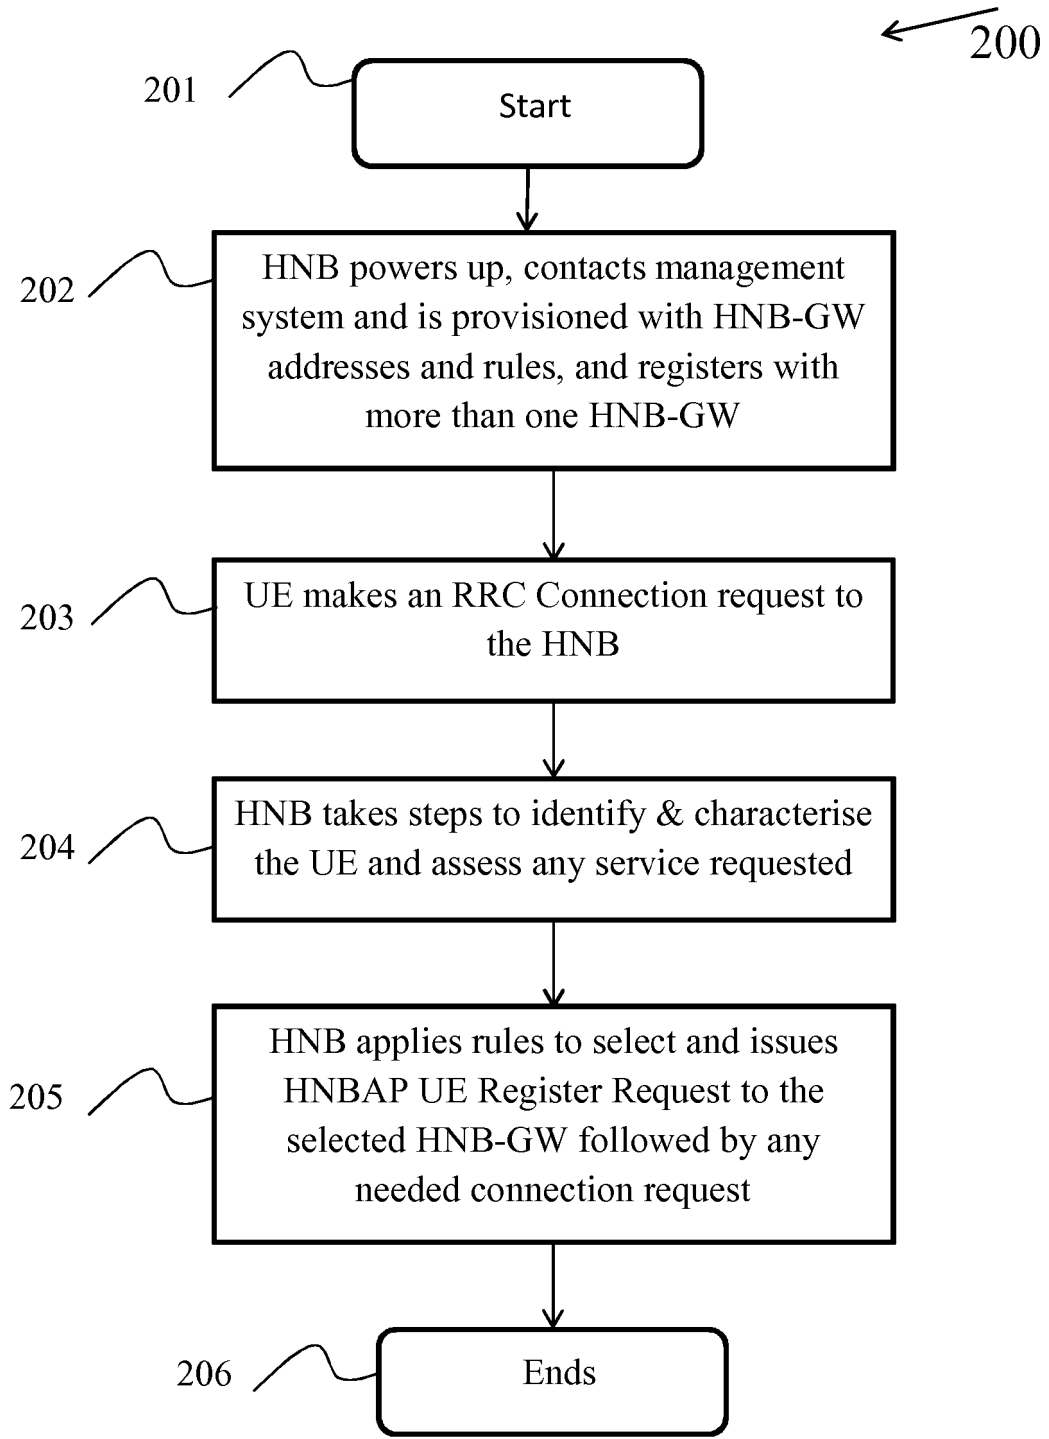 200
201
Start
202
HNB powers up, contacts management
system and is provisioned with HNB-GW
addresses and rules, and registers with
more than one HNB-GW
203
UE makes an RRC Connection request to
the HNB
204
HNB takes steps to identify & characterise
the UE and assess any service requested
205
HNB applies rules to select and issues
HNBAP UE Register Request to the
selected HNB-GW followed by any
needed connection request
206
Ends